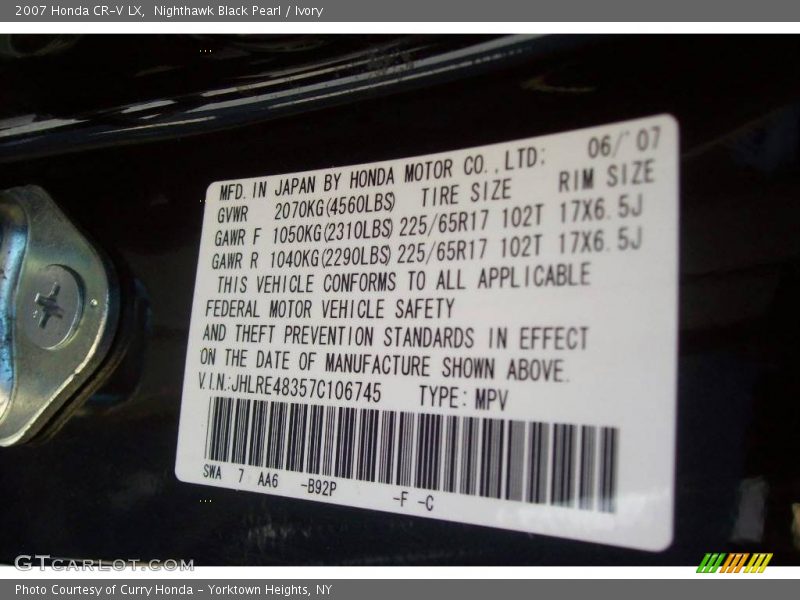 2007 Honda CR-V LX,  Nighthawk Black Pearl / Ivory
MFD. IN JAPAN BY HONDA MOTOR CO.,LTD: 06/'07
GVWR 2070KG(4560LBS) TIRE SIZE RIM SIZE
GAWR F 1050KG(2310LBS) 225/65R17 102T 17X6.5J
GAWR R 1040KG(2290LBS) 225/65R17 102T 17X6.5J
THIS VEHICLE CONFORMS TO ALL APPLICABLE
FEDERAL MOTOR VEHICLE SAFETY
AND THEFT PREVENTION STANDARDS IN EFFECT
ON THE DATE OF MANUFACTURE SHOWN ABOVE.
V.I.N.:JHLRE48357C106745 TYPE: MPV
SWA 7 AA6 -B92P -F -C
GTCARLOT.COM
Photo Courtesy of Curry Honda - Yorktown Heights, NY